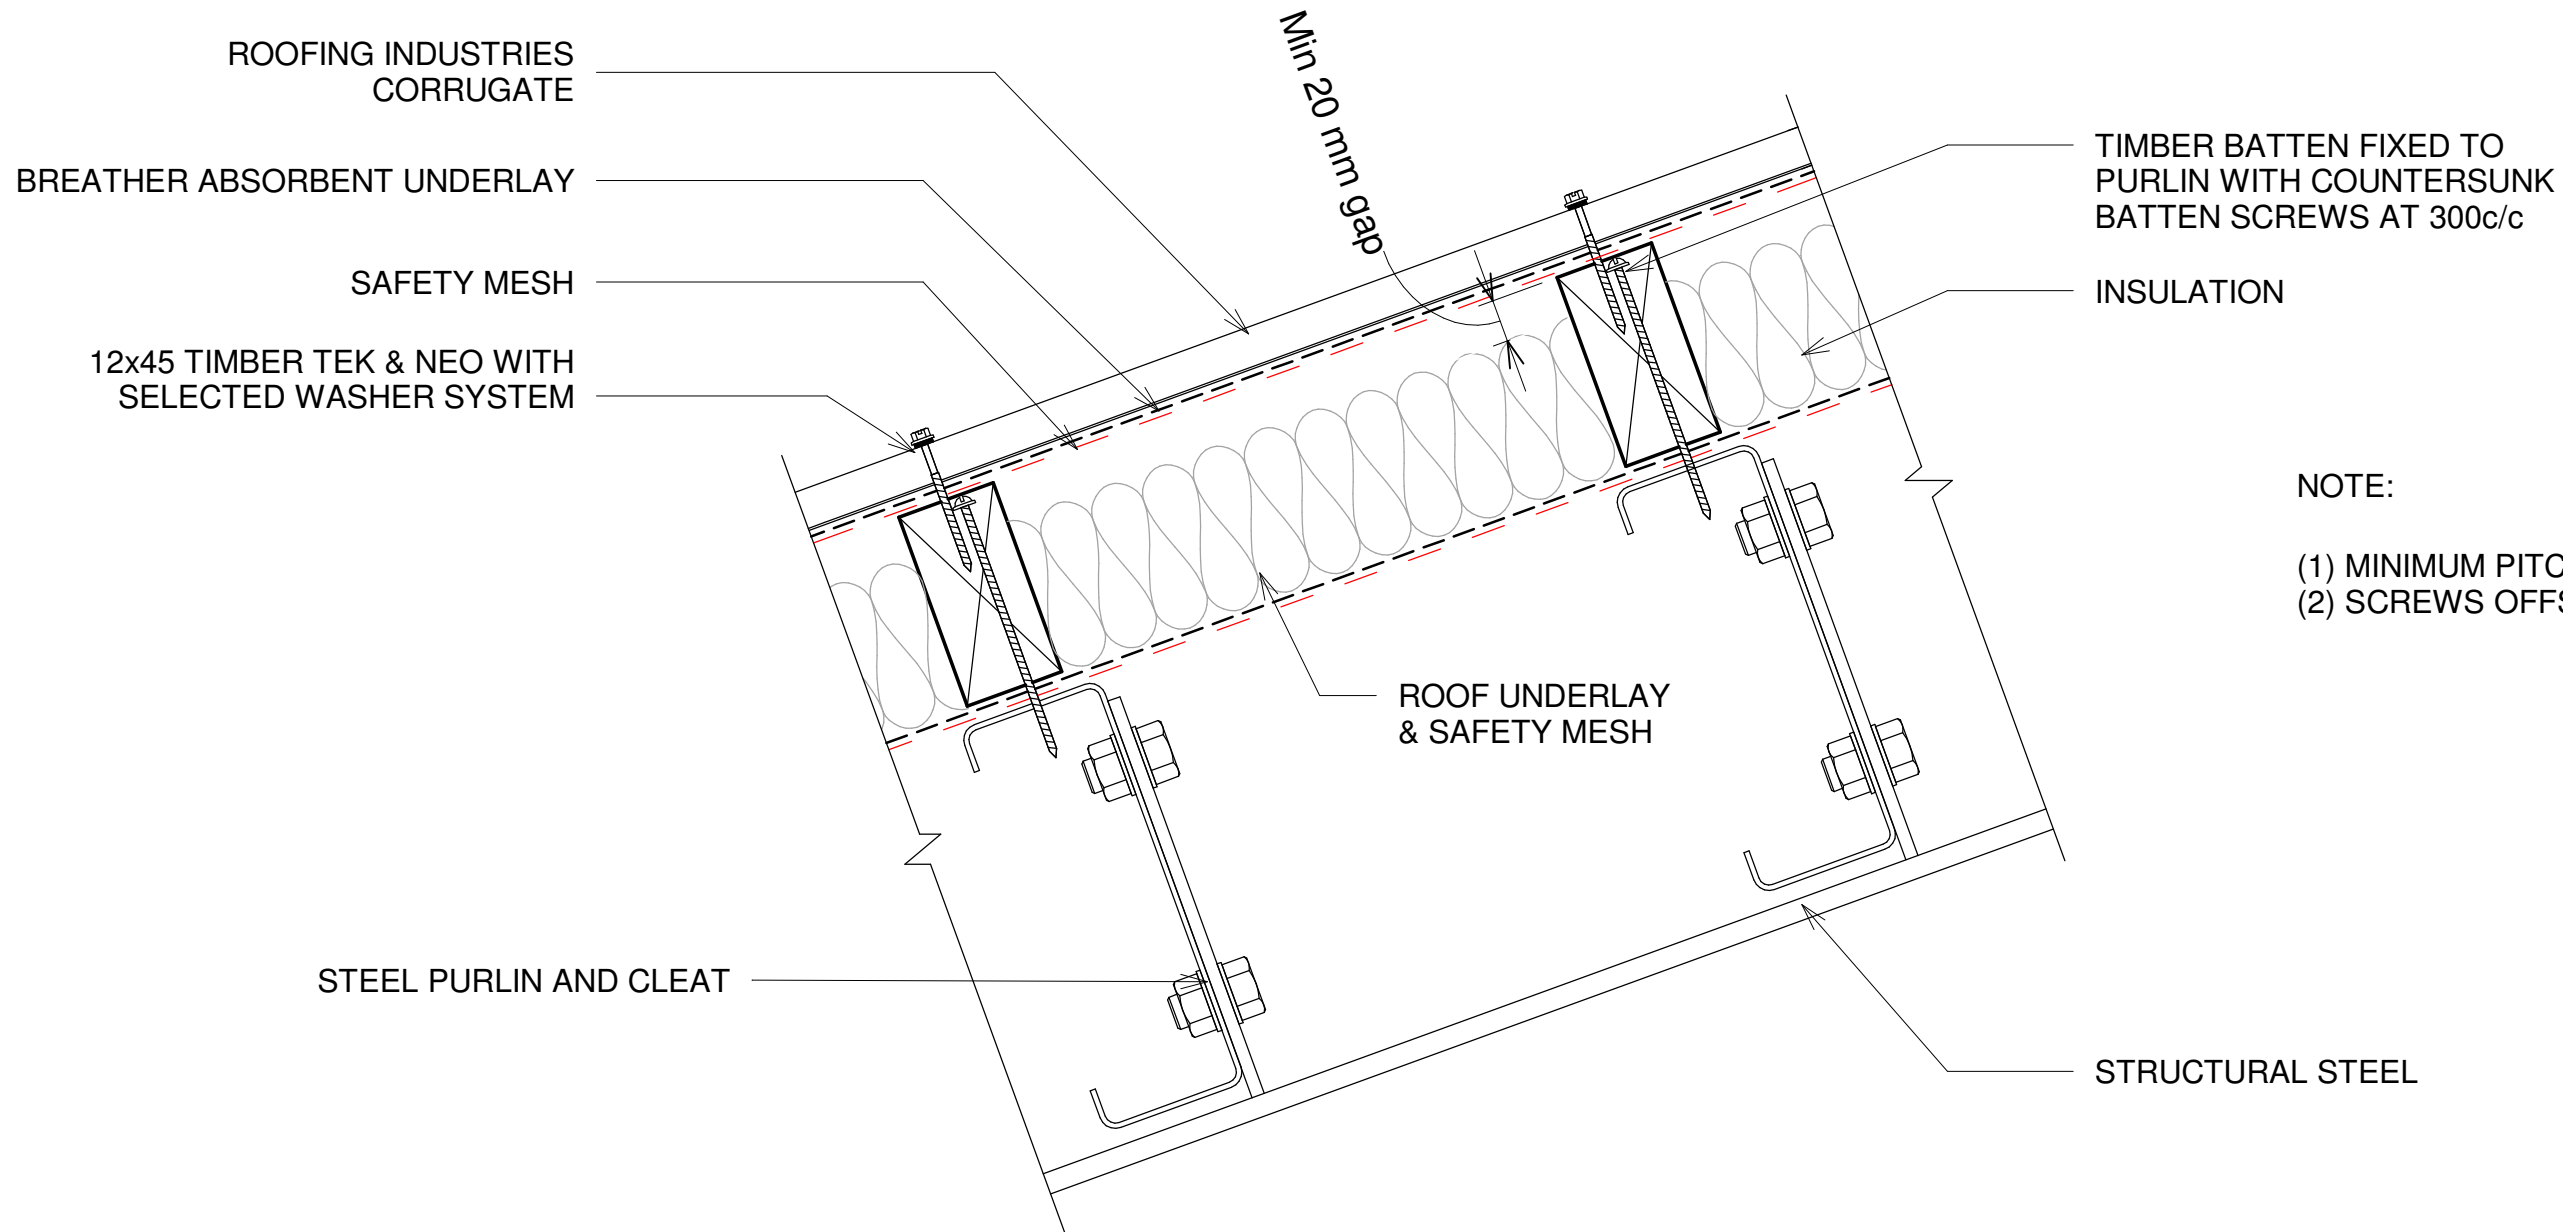 ROOFING INDUSTRIES
CORRUGATE
BREATHER ABSORBENT UNDERLAY
SAFETY MESH
12x45 TIMBER TEK & NEO WITH
SELECTED WASHER SYSTEM
Min 20 mm gap
TIMBER BATTEN FIXED TO
PURLIN WITH COUNTERSUNK
BATTEN SCREWS AT 300c/c
INSULATION
NOTE:
(1) MINIMUM
(2) SCREWS
ROOF UNDERLAY
& SAFETY MESH
STEEL PURLIN AND CLEAT
STRUCTURAL STEEL